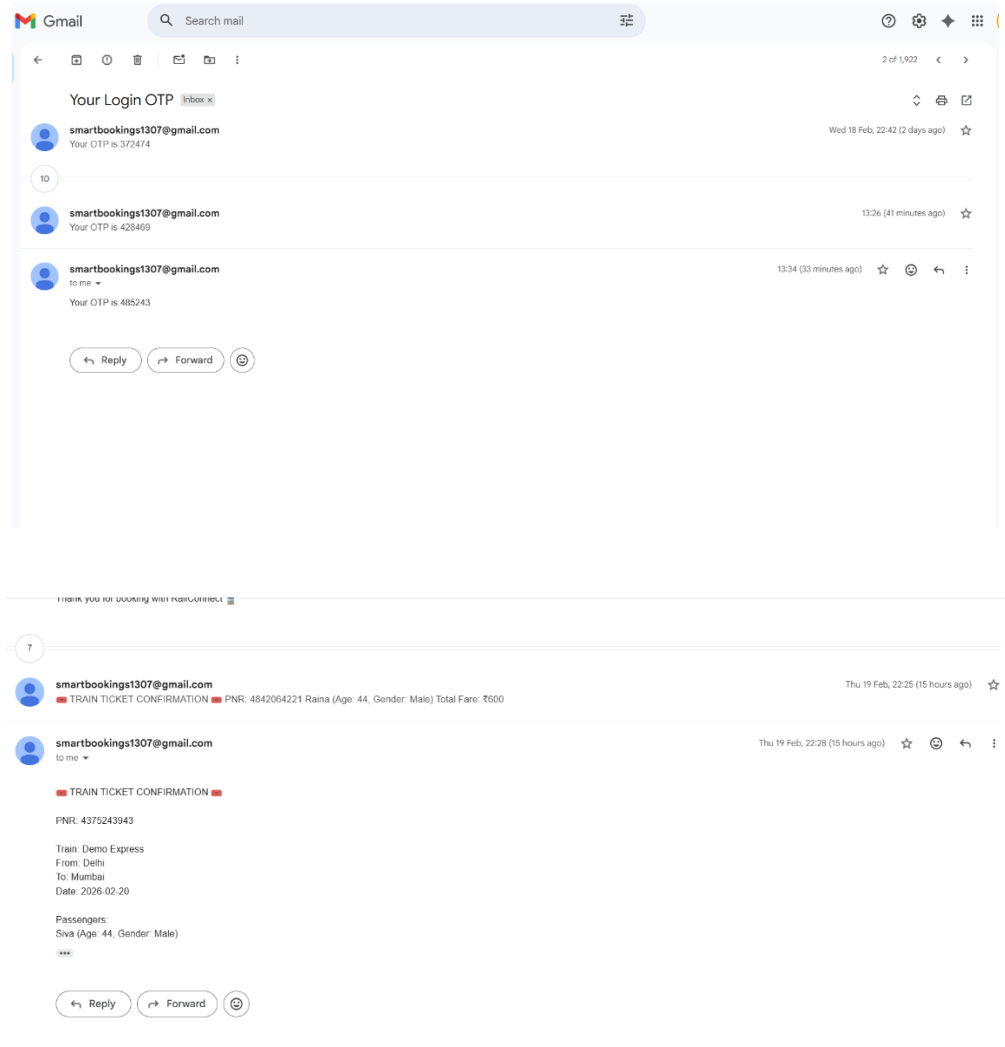 Gmail
Search mail
2 of 1,922
Your Login OTP Inbox x
smartbookings1307@gmail.com Wed 18 Feb, 22:42 (2 days ago)
Your OTP is 372474
10
smartbookings1307@gmail.com 13:26 (41 minutes ago)
Your OTP is 428469
smartbookings1307@gmail.com 13:34 (33 minutes ago)
to me
Your OTP is 485243
Reply Forward
Thank you for booking with RailConnect
7
smartbookings1307@gmail.com Thu 19 Feb, 22:25 (15 hours ago)
TRAIN TICKET CONFIRMATION PNR: 4842064221 Raina (Age: 44, Gender: Male) Total Fare: ₹600
smartbookings1307@gmail.com Thu 19 Feb, 22:28 (15 hours ago)
to me
TRAIN TICKET CONFIRMATION
PNR: 4375243943
Train: Demo Express
From: Delhi
To: Mumbai
Date: 2026-02-20
Passengers:
Siva (Age: 44, Gender: Male)
Reply Forward